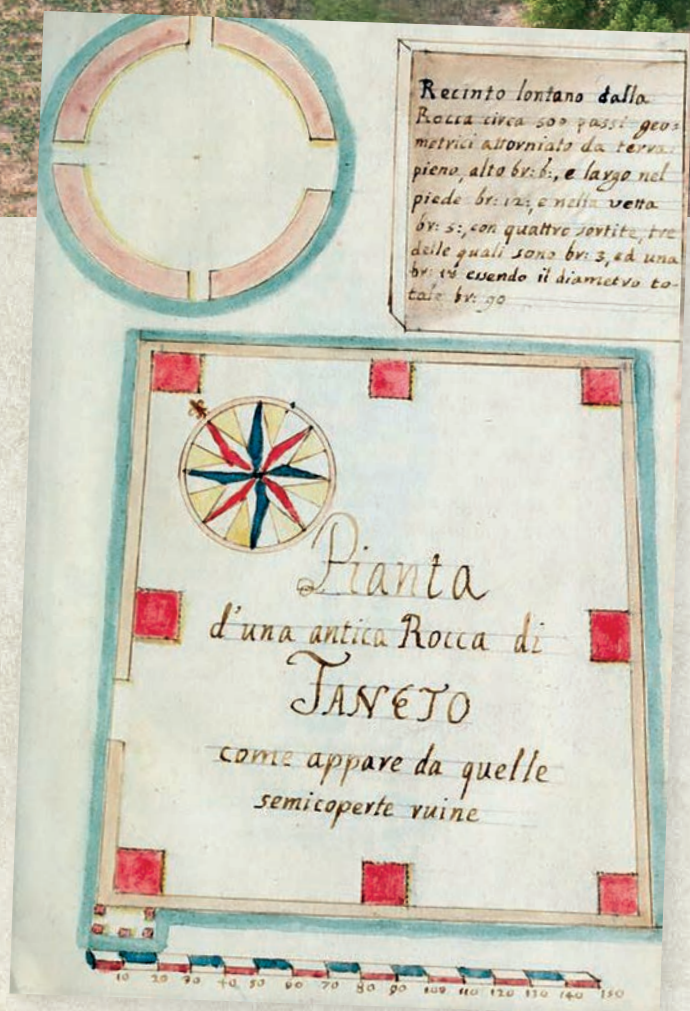 Recinto lontano dalla
Rocca circa 500 passi geo=
metrici attorniato da terra=
pieno, alto br: 6:, e largo nel
piede br: 12:, e nella vetta
br: 5:, con quattro sortite, tre
delle quali sono br: 3, ed una
br: essendo il diametro to=
tale br: 90
Pianta
d'una antica Rocca di
TANETO
come appare da quelle
semicoperte ruine
10 20 30 40 50 60 70 80 90 100 110 120 130 140 150